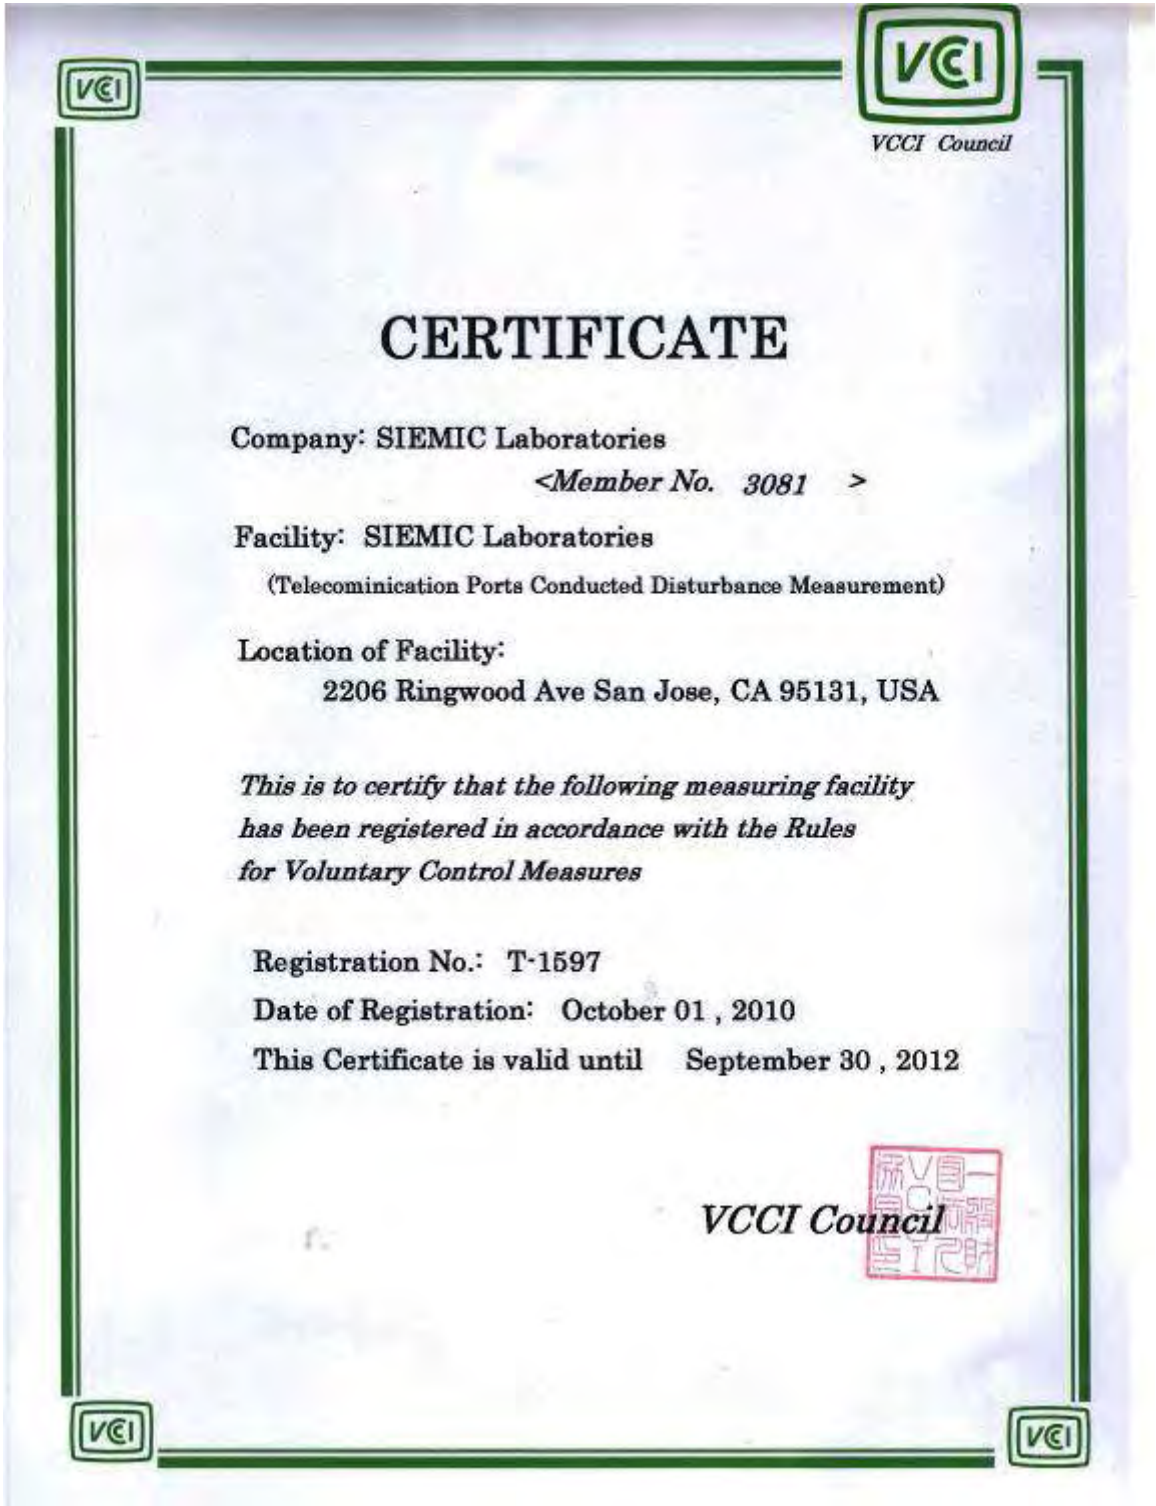 VCCI
VCCI
VCCI Council
CERTIFICATE
Company: SIEMIC Laboratories
<Member No. 3081 >
Facility: SIEMIC Laboratories
(Telecominication Ports Conducted Disturbance Measurement)
Location of Facility:
2206 Ringwood Ave San Jose, CA 95131, USA
This is to certify that the following measuring facility
has been registered in accordance with the Rules
for Voluntary Control Measures
Registration No.: T-1597
Date of Registration: October 01 , 2010
This Certificate is valid until September 30 , 2012
VCCI Council
VCCI
VCCI